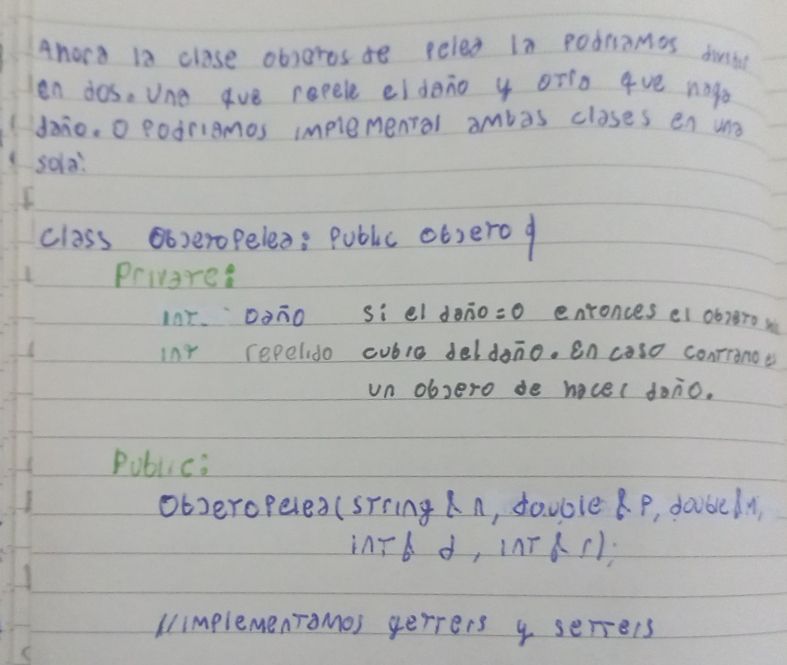 Ahora la clase objetos de pelea la podriamos dividir
en dos. Una que repele el daño y otro que haga
daño. O podriamos implemental ambas clases en una
sola:
class ObjetoPelea: Public objeto {
Private:
int Daño si el daño=0 entonces el objeto
int repelido cubre del daño. En caso contrario es
un objeto de hacer daño.
Public:
ObjetoPelea(string & n, double & P, double & m,
int & d, int & r);
//implementamos getters y setters